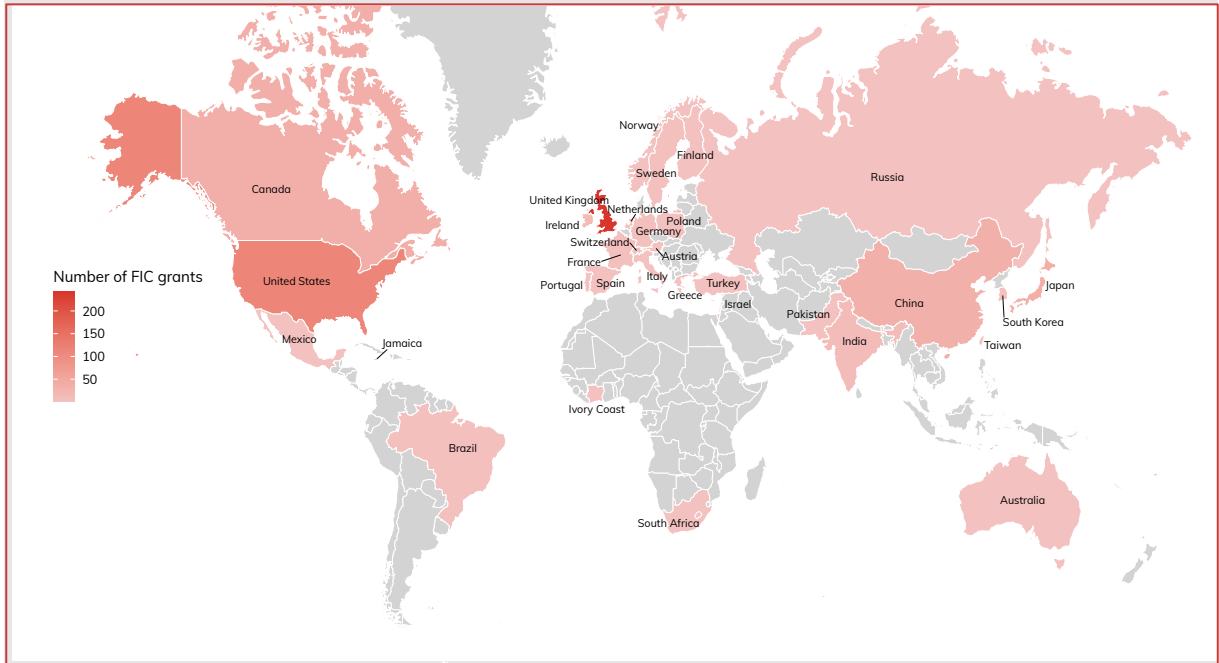 Norway
Finland
Sweden
Canada
Russia
United Kingdom
Netherlands
Ireland
Poland
Germany
Switzerland
Austria
France
Number of FIC grants
Italy
United States
Portugal
Spain
Turkey
Japan
Greece
China
Israel
200
Pakistan
South Korea
150
Mexico
India
Jamaica
Taiwan
100
50
Ivory Coast
Brazil
Australia
South Africa